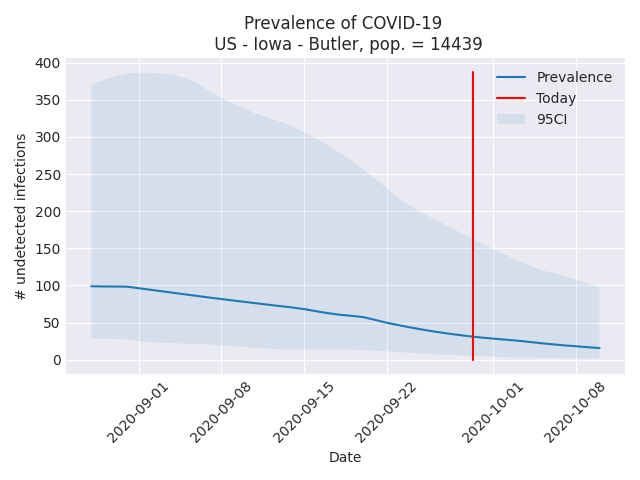 Prevalence of COVID-19
US - Iowa - Butler, pop. = 14439
# undetected infections
400
350
300
250
200
150
100
50
0
Prevalence
Today
95CI
2020-09-01
2020-09-08
2020-09-15
2020-09-22
2020-10-01
2020-10-08
Date